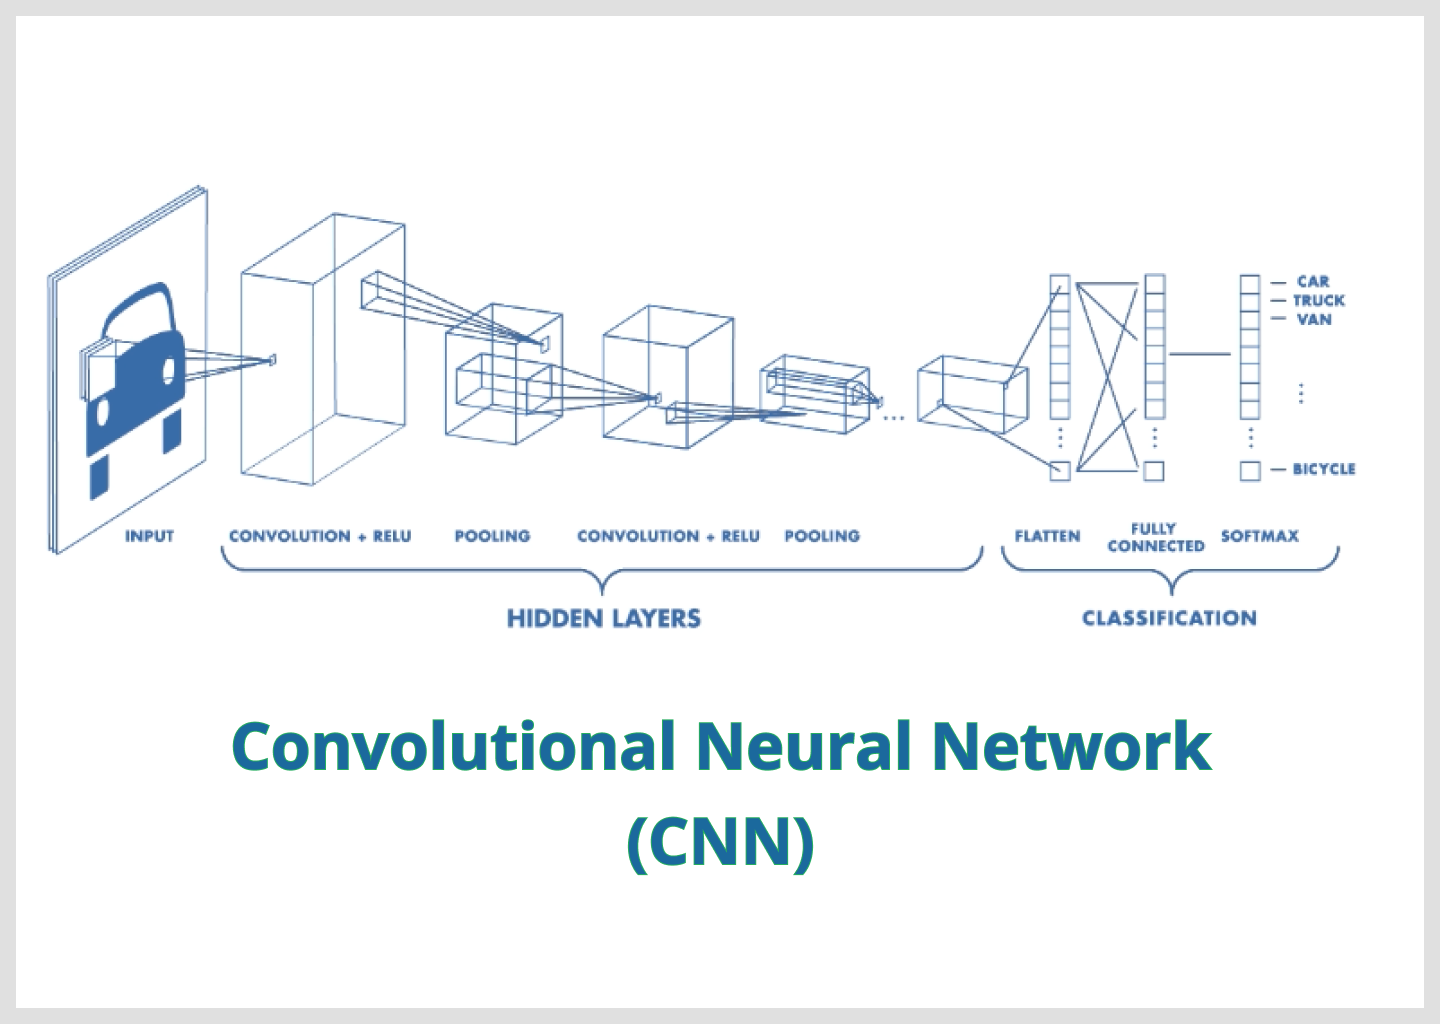 CAR
TRUCK
VAN
BICYCLE
INPUT
CONVOLUTION + RELU
POOLING
CONVOLUTION + RELU
POOLING
FLATTEN
FULLY
CONNECTED
SOFTMAX
HIDDEN LAYERS
CLASSIFICATION
Convolutional Neural Network
(CNN)